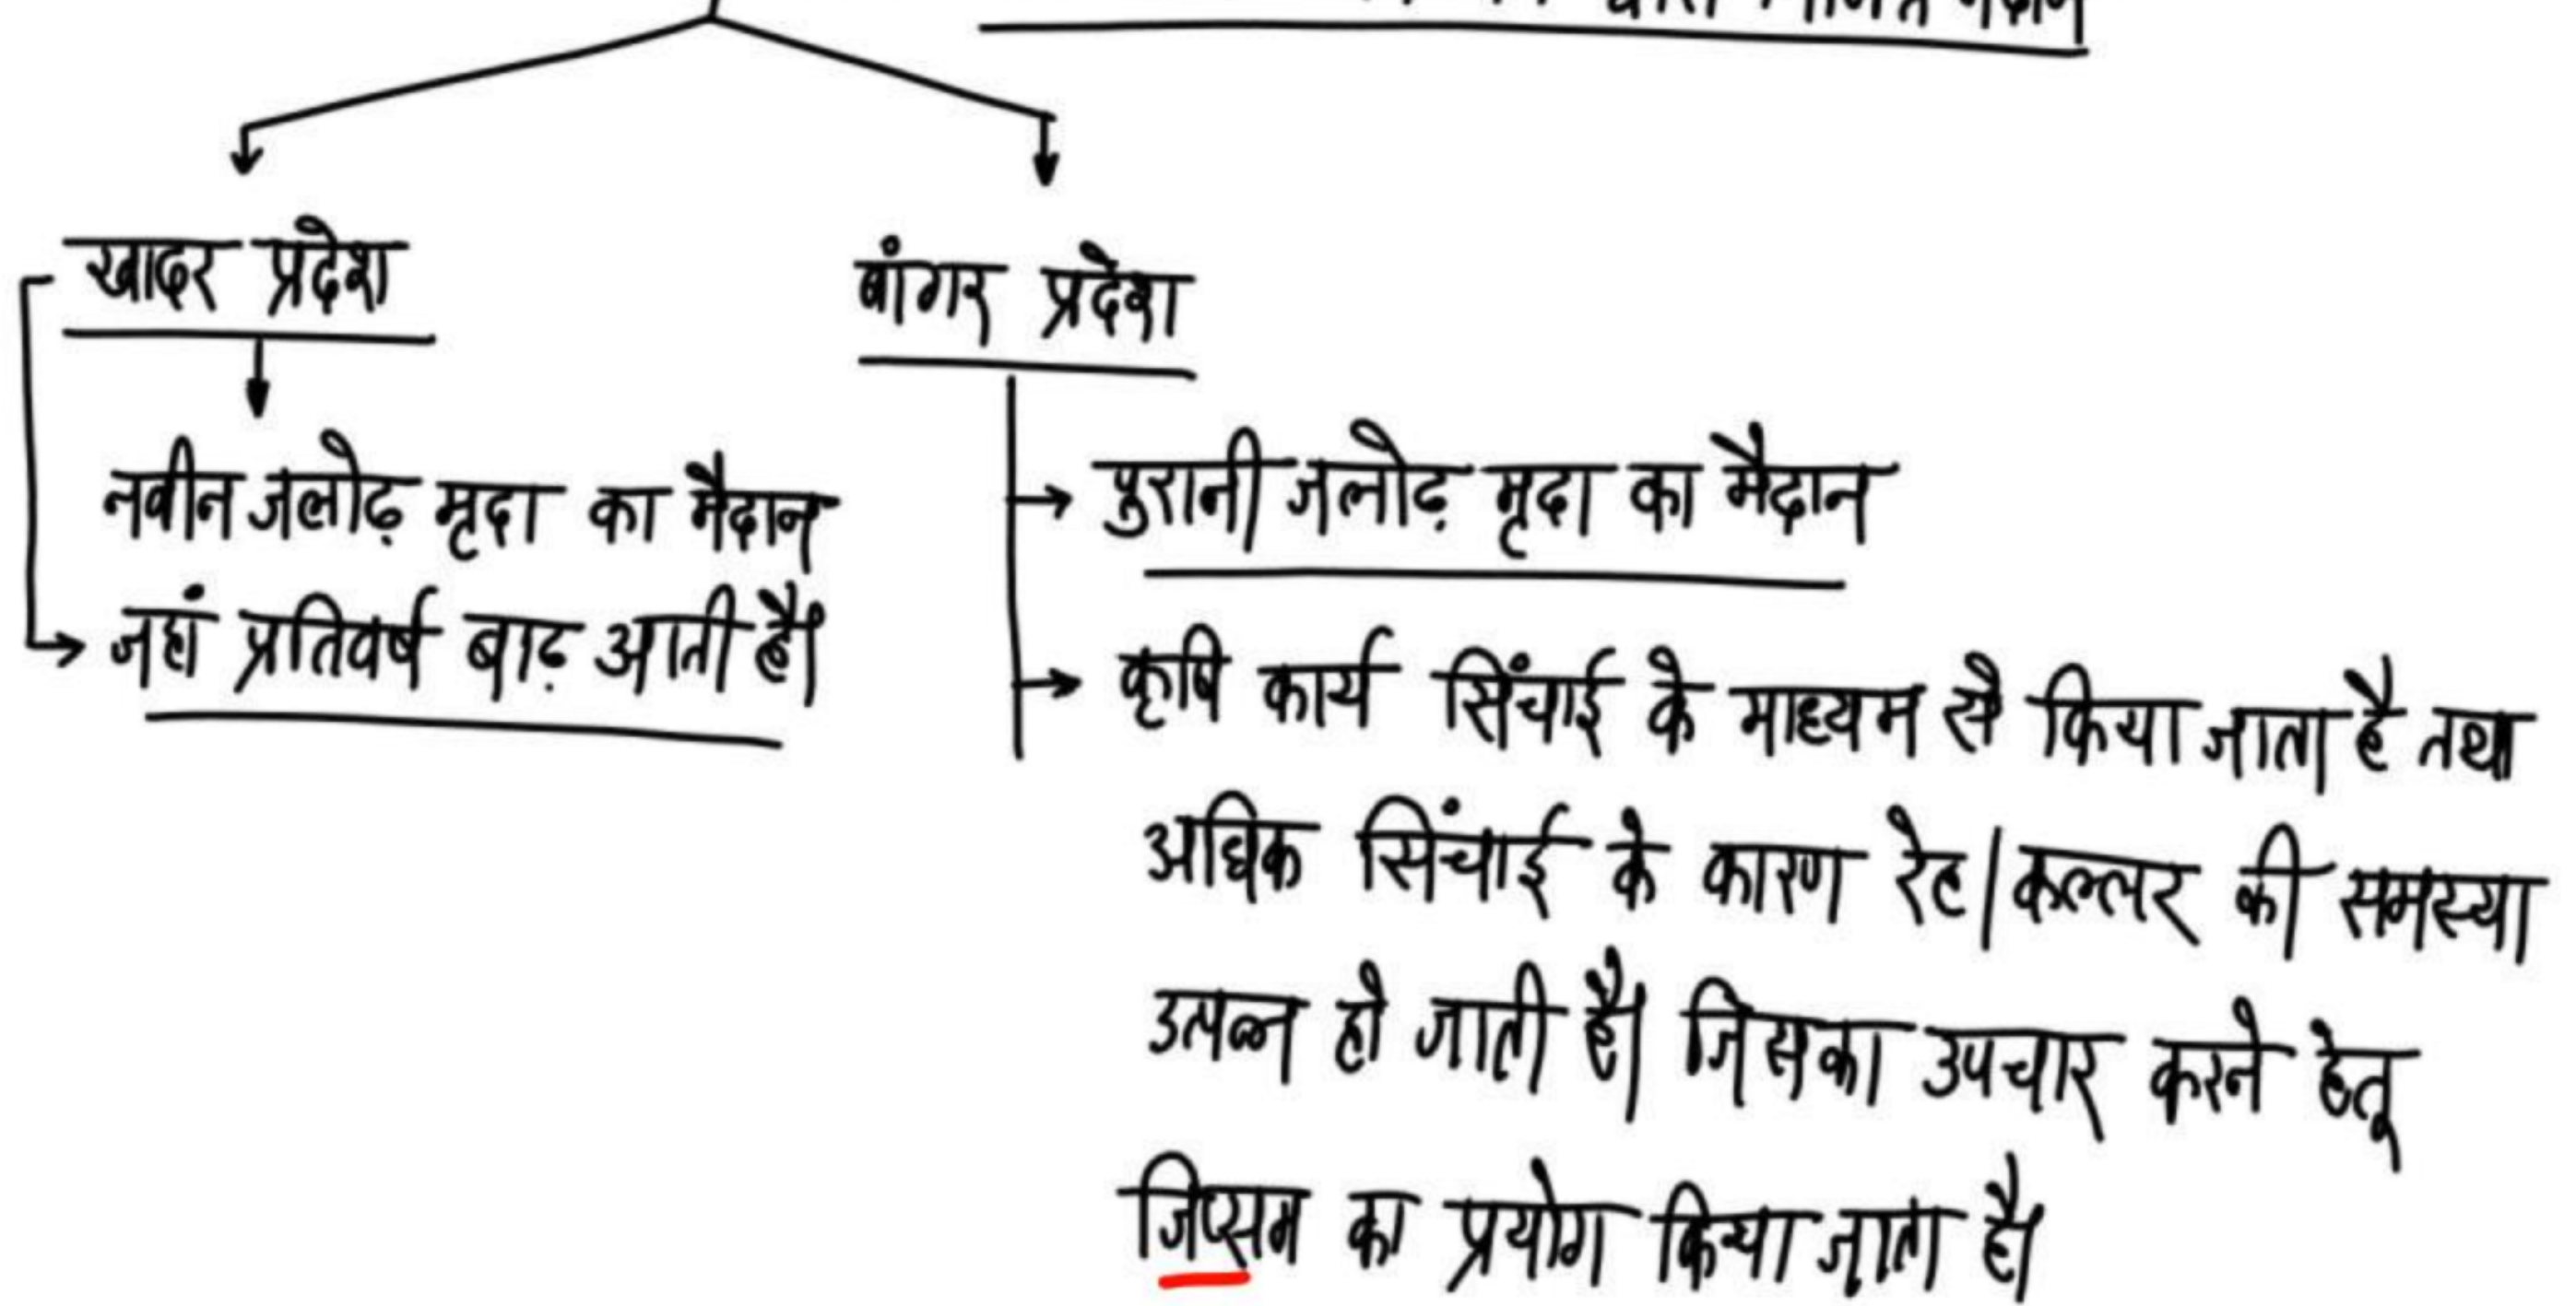 द्वारा मैदान
खादर प्रदेश
बांगर प्रदेश
नवीन जलोढ़ मृदा का मैदान
जहां प्रतिवर्ष बाढ़ आती है।
पुरानी जलोढ़ मृदा का मैदान
कृषि कार्य सिंचाई के माध्यम से किया जाता है तथा
अधिक सिंचाई के कारण रेह/कल्लर की समस्या
उत्पन्न हो जाती है। जिसका उपचार करने हेतू
जिप्सम का प्रयोग किया जाता है।